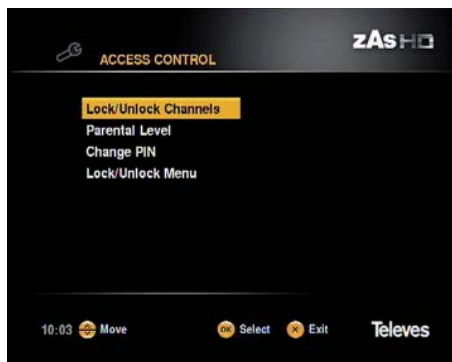 zAs HD
ACCESS CONTROL
Lock/Unlock Channels
Parental Level
Change PIN
Lock/Unlock Menu
10:03 Move OK Select X Exit Televes